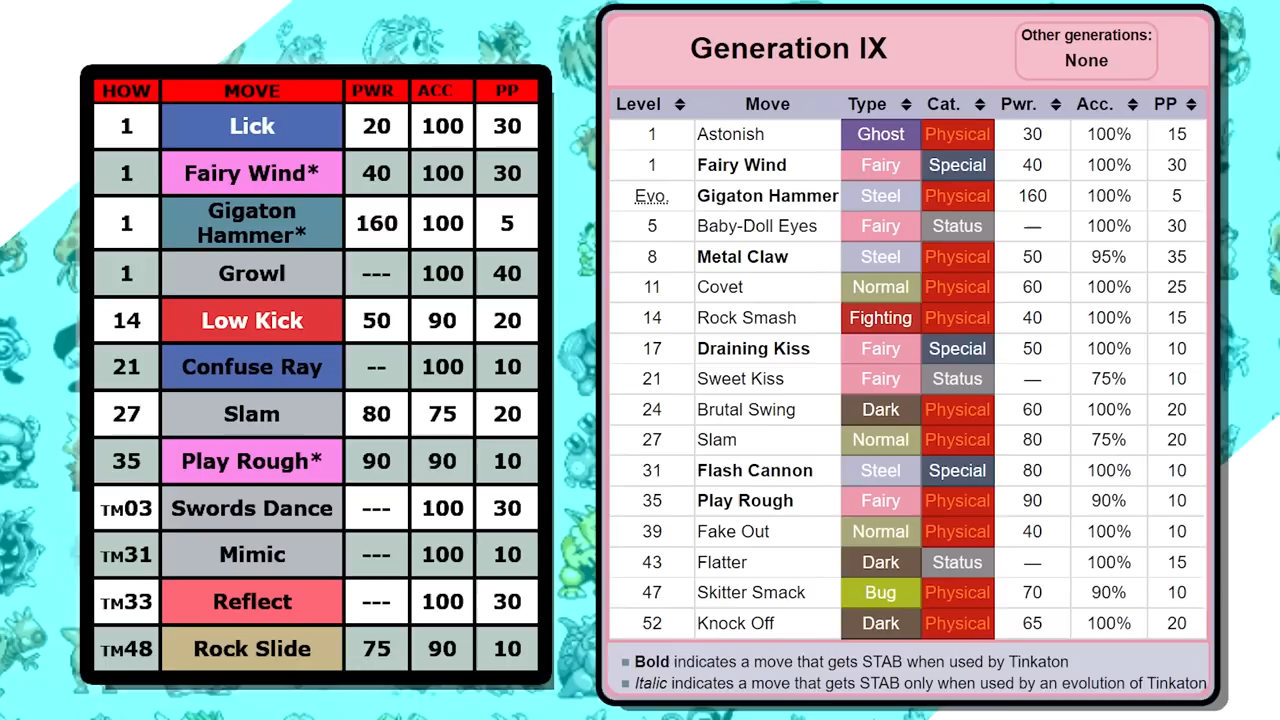 HOW MOVE PWR ACC PP
1 Lick 20 100 30
1 Fairy Wind* 40 100 30
1 Gigaton Hammer* 160 100 5
1 Growl --- 100 40
14 Low Kick 50 90 20
21 Confuse Ray -- 100 10
27 Slam 80 75 20
35 Play Rough* 90 90 10
TM03 Swords Dance --- 100 30
TM31 Mimic --- 100 10
TM33 Reflect --- 100 30
TM48 Rock Slide 75 90 10
Generation IX
Other generations:
None
Level Move Type Cat. Pwr. Acc. PP
1 Astonish Ghost Physical 30 100% 15
1 Fairy Wind Fairy Special 40 100% 30
Evo. Gigaton Hammer Steel Physical 160 100% 5
5 Baby-Doll Eyes Fairy Status — 100% 30
8 Metal Claw Steel Physical 50 95% 35
11 Covet Normal Physical 60 100% 25
14 Rock Smash Fighting Physical 40 100% 15
17 Draining Kiss Fairy Special 50 100% 10
21 Sweet Kiss Fairy Status — 75% 10
24 Brutal Swing Dark Physical 60 100% 20
27 Slam Normal Physical 80 75% 20
31 Flash Cannon Steel Special 80 100% 10
35 Play Rough Fairy Physical 90 90% 10
39 Fake Out Normal Physical 40 100% 10
43 Flatter Dark Status — 100% 15
47 Skitter Smack Bug Physical 70 90% 10
52 Knock Off Dark Physical 65 100% 20
Bold indicates a move that gets STAB when used by Tinkaton
Italic indicates a move that gets STAB only when used by an evolution of Tinkaton